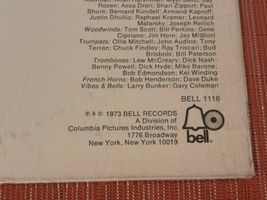 Rosen; Assa Drori; Shari Zippert; Paul
Shure; Bernard Kundell; Armand Kaproff;
Justin Ditullio; Raphael Kramer; Leonard
Malarsky; Joseph Reilich
Woodwinds: Tom Scott; Bill Perkins; Gene
Cipriano; Jim Horn; Jay Migliori
Trumpets: Ollie Mitchell; John Audino; Tony
Terran; Chuck Findley; Ray Triscari; Bud
Brisbois; Bill Peterson
Trombones: Lew McCreary; Dick Nash;
Benny Powell; Dick Hyde; Mike Barone;
Bob Edmondson; Kei Winding
French Horns: Bob Henderson; Dave Duke
Vibes & Bells: Larry Bunker; Gary Coleman
BELL 1116
℗ © 1973 BELL RECORDS
A Division of
Columbia Pictures Industries, Inc.
1776 Broadway
New York, New York 10019
bell